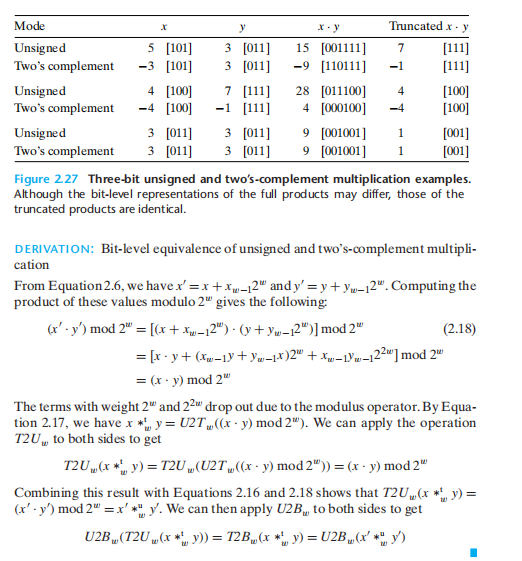 Mode x y x · y Truncated x · y
Unsigned 5 [101] 3 [011] 15 [001111] 7 [111]
Two's complement −3 [101] 3 [011] −9 [110111] −1 [111]
Unsigned 4 [100] 7 [111] 28 [011100] 4 [100]
Two's complement −4 [100] −1 [111] 4 [000100] −4 [100]
Unsigned 3 [011] 3 [011] 9 [001001] 1 [001]
Two's complement 3 [011] 3 [011] 9 [001001] 1 [001]
Figure 2.27 Three-bit unsigned and two's-complement multiplication examples.
Although the bit-level representations of the full products may differ, those of the
truncated products are identical.
DERIVATION: Bit-level equivalence of unsigned and two's-complement multipli-
cation
From Equation 2.6, we have x′ = x + x_{w−1}2^w and y′ = y + y_{w−1}2^w. Computing the
product of these values modulo 2^w gives the following:
(x′ · y′) mod 2^w = [(x + x_{w−1}2^w) · (y + y_{w−1}2^w)] mod 2^w (2.18)
= [x · y + (x_{w−1}y + y_{w−1}x)2^w + x_{w−1}y_{w−1}2^{2w}] mod 2^w
= (x · y) mod 2^w
The terms with weight 2^w and 2^{2w} drop out due to the modulus operator. By Equa-
tion 2.17, we have x *^t_w y = U2T_w((x · y) mod 2^w). We can apply the operation
T2U_w to both sides to get
T2U_w(x *^t_w y) = T2U_w(U2T_w((x · y) mod 2^w)) = (x · y) mod 2^w
Combining this result with Equations 2.16 and 2.18 shows that T2U_w(x *^t_w y) =
(x′ · y′) mod 2^w = x′ *^u_w y′. We can then apply U2B_w to both sides to get
U2B_w(T2U_w(x *^t_w y)) = T2B_w(x *^t_w y) = U2B_w(x′ *^u_w y′)